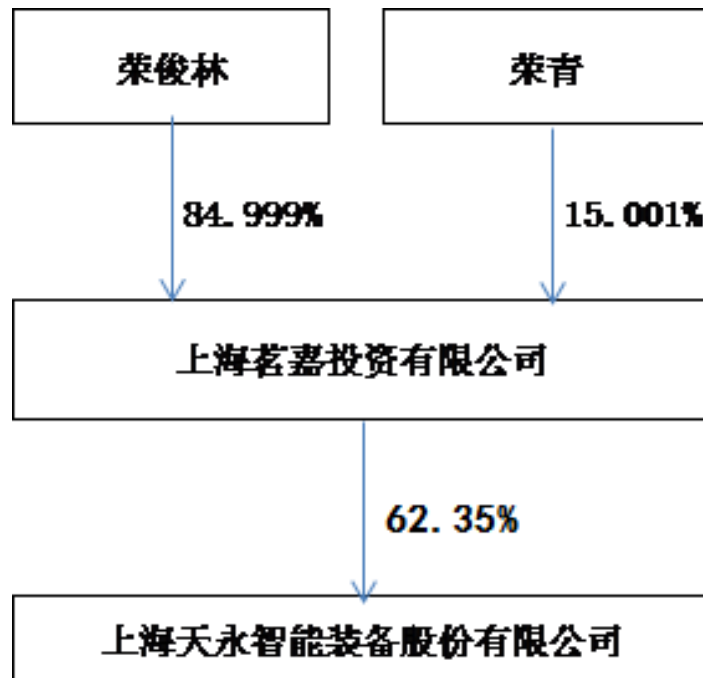 荣俊林
荣青
84.999%
15.001%
上海茗嘉投资有限公司
62.35%
上海天永智能装备股份有限公司